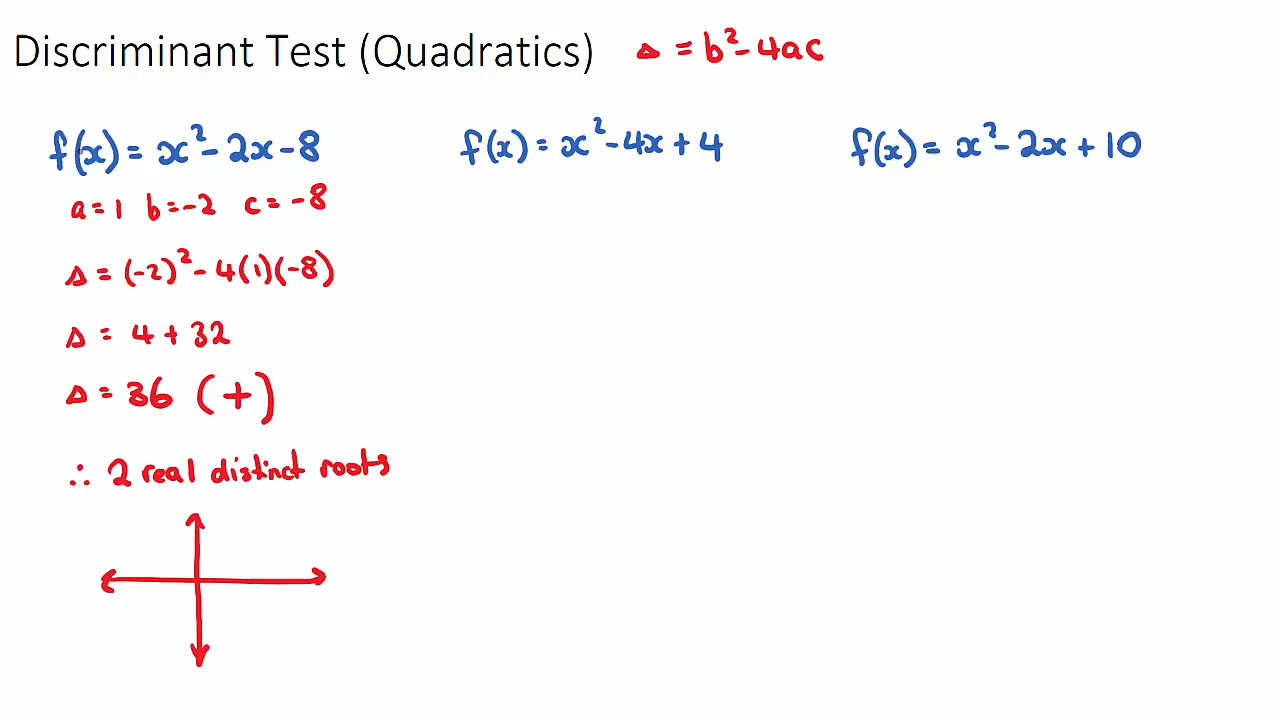 Discriminant Test (Quadratics) Δ = b² - 4ac
f(x) = x² - 2x - 8
a = 1 b = -2 c = -8
Δ = (-2)² - 4(1)(-8)
Δ = 4 + 32
Δ = 36 (+)
∴ 2 real distinct roots
f(x) = x² - 4x + 4
f(x) = x² - 2x + 10